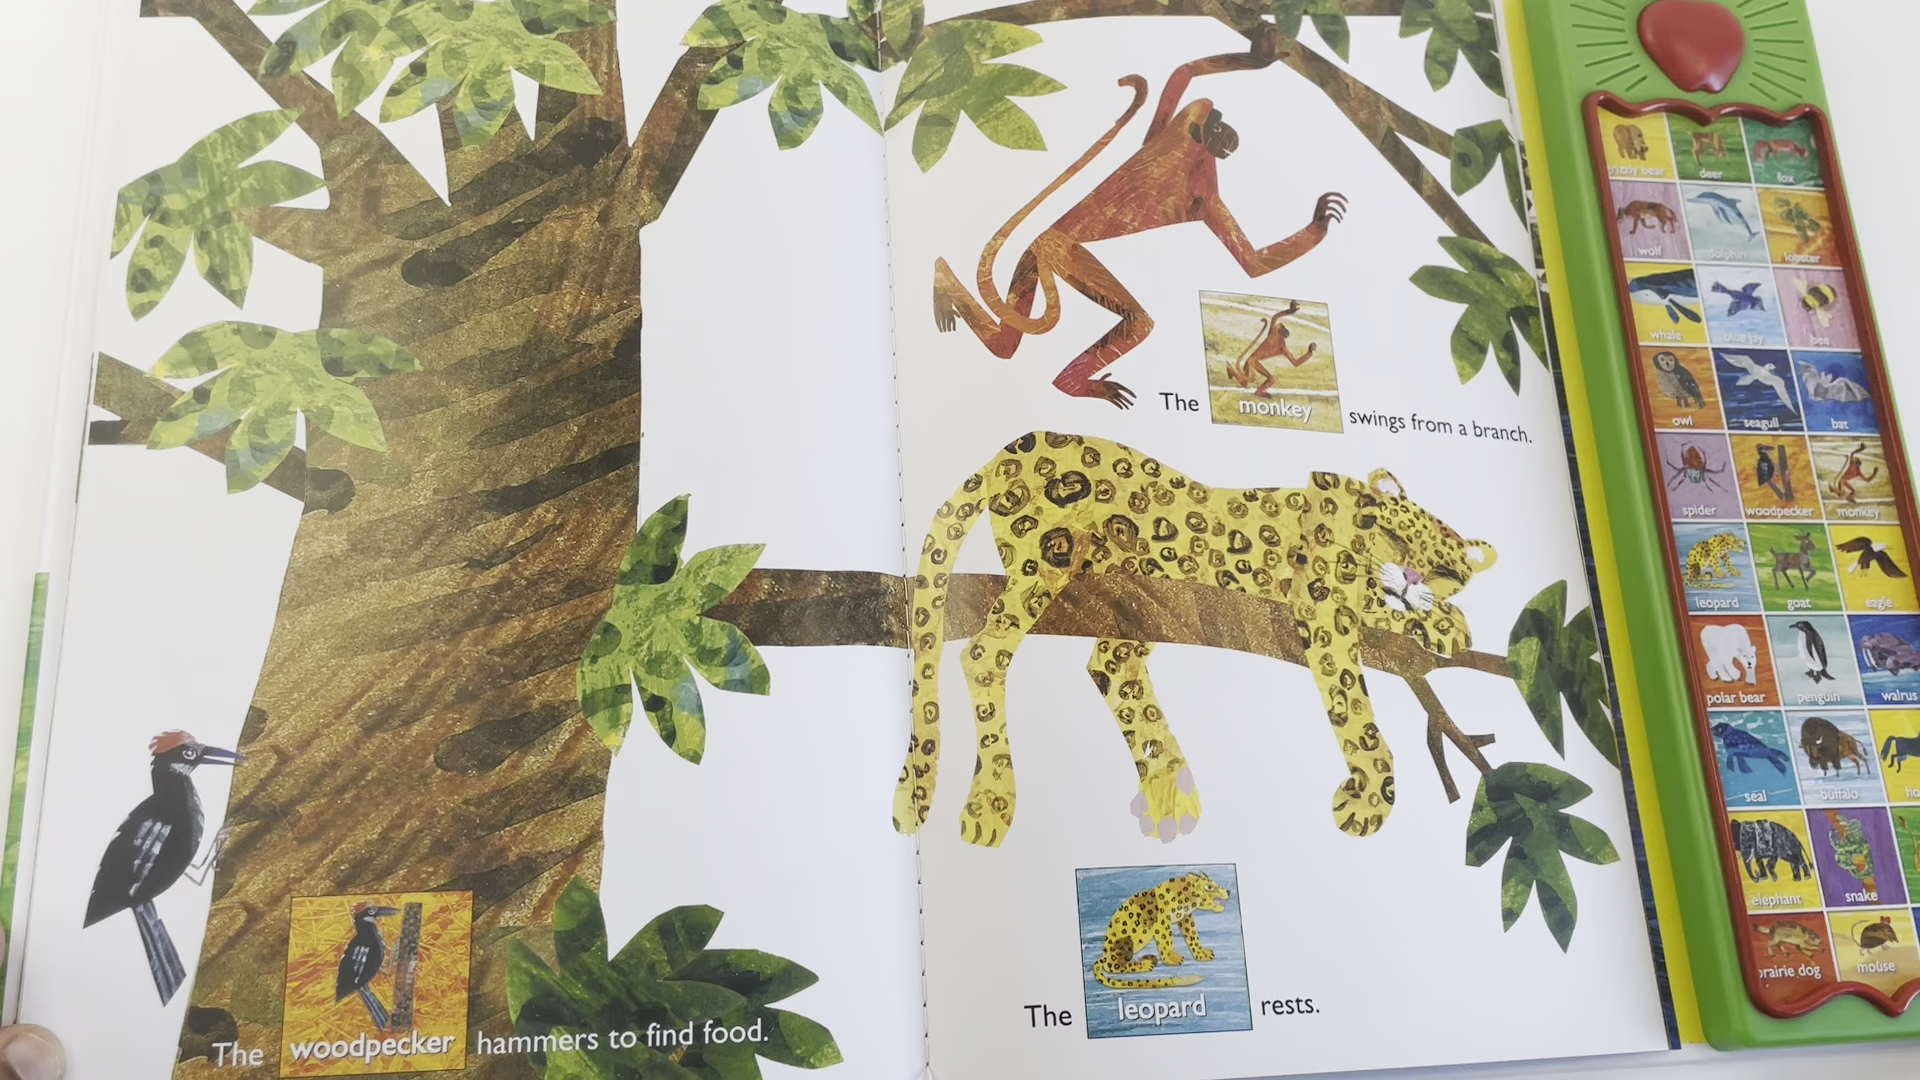 The monkey swings from a branch.
The leopard rests.
The woodpecker hammers to find food.
grizzly bear deer fox
wolf dolphin lobster
whale blue jay bee
owl seagull bat
spider woodpecker monkey
leopard goat eagle
polar bear penguin walrus
seal buffalo
elephant snake
prairie dog mouse